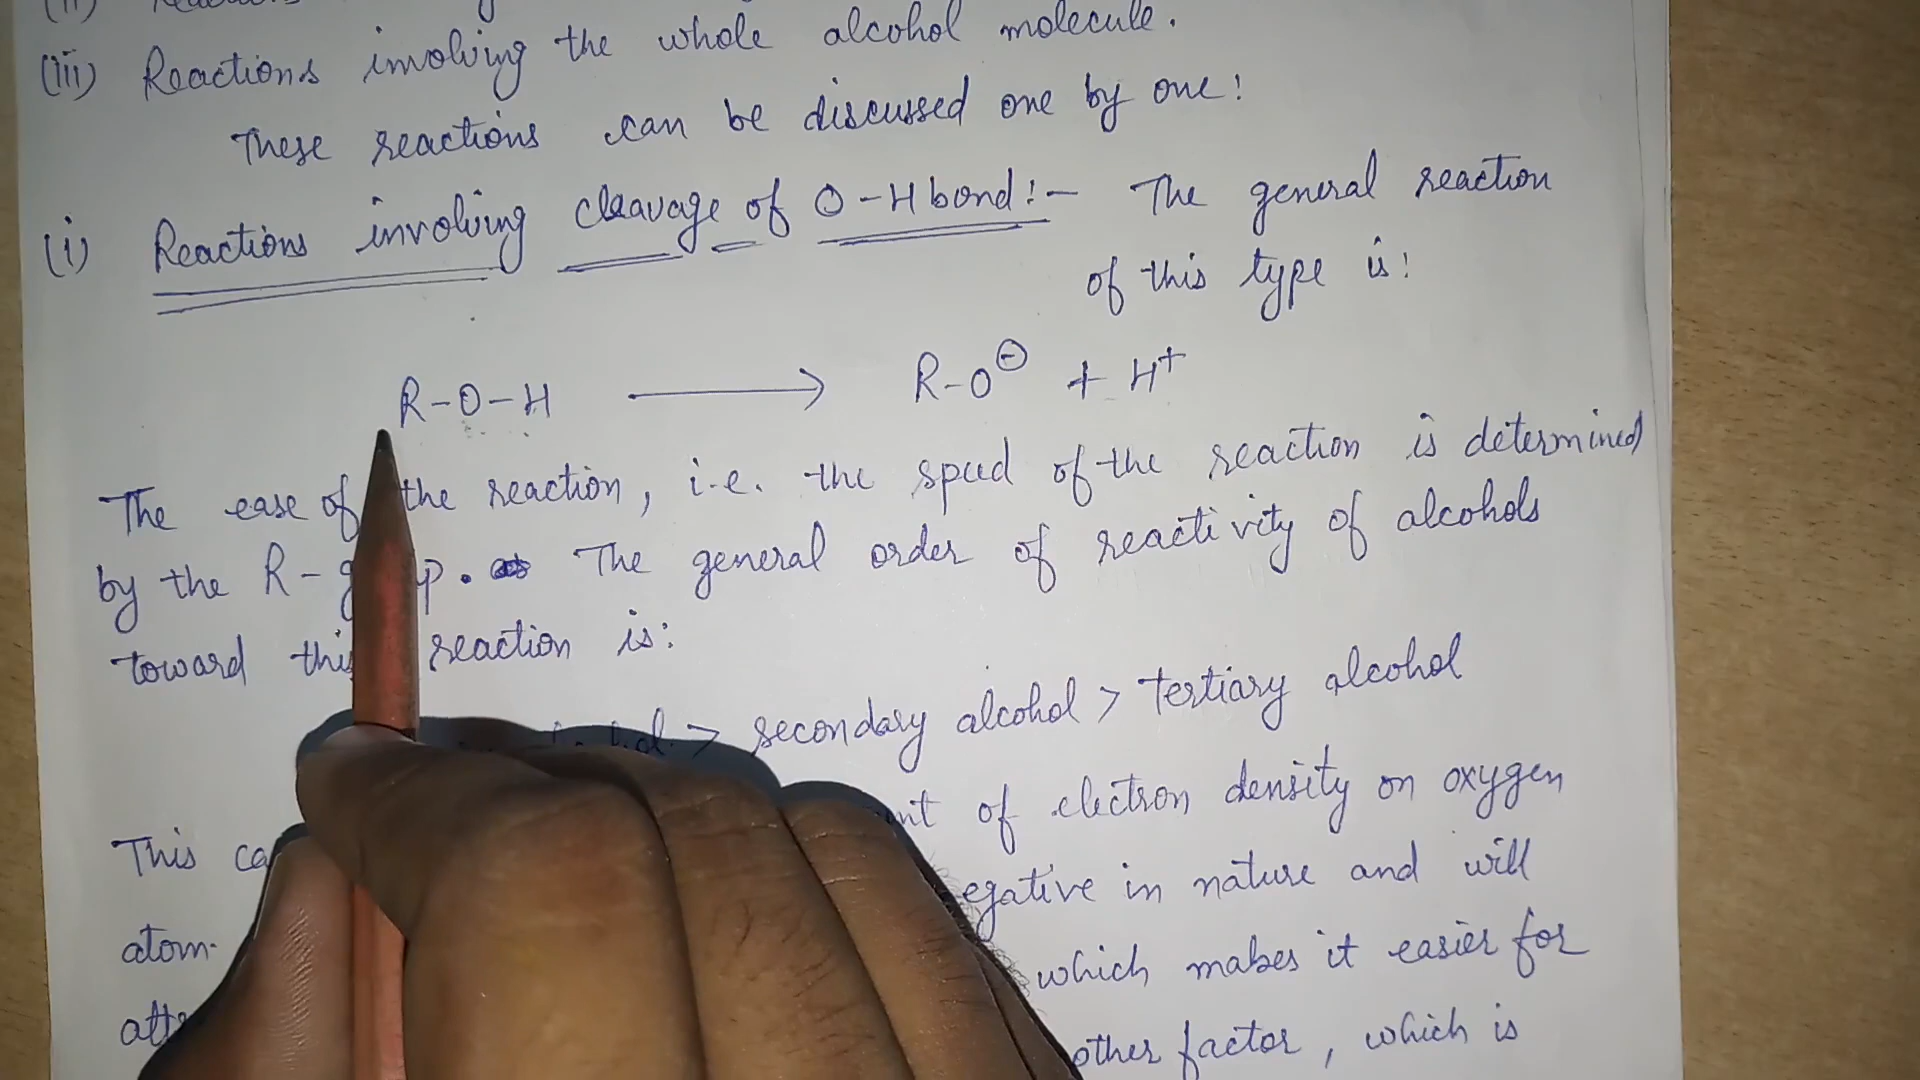 (iii) Reactions involving the whole alcohol molecule.
These reactions can be discussed one by one!
(i) Reactions involving cleavage of O-H bond:- The general reaction
of this type is:
R-O-H ⟶ R-O⊖ + H+
The ease of the reaction, i.e. the speed of the reaction is determined
by the R-group. The general order of reactivity of alcohols
toward this reaction is:
> secondary alcohol > tertiary alcohol
This of electron density on oxygen
atom. in nature and will
which makes it easier for
other factor, which is